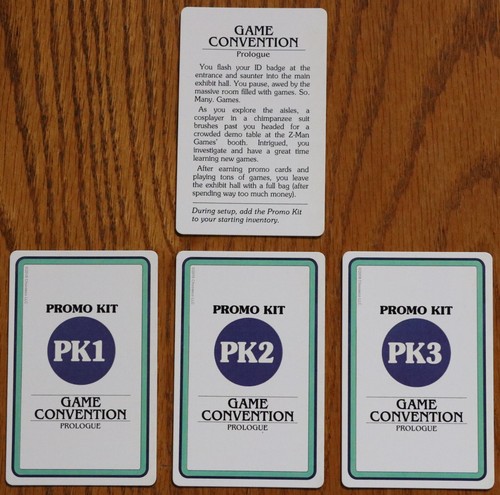 GAME
CONVENTION
Prologue
You flash your ID badge at the
entrance and saunter into the main
exhibit hall. You pause, awed by the
massive room filled with games. So.
Many. Games.
As you explore the aisles, a
cosplayer in a chimpanzee suit
brushes past you headed for a
crowded demo table at the Z-Man
Games' booth. Intrigued, you
investigate and have a great time
learning new games.
After earning promo cards and
playing tons of games, you leave
the exhibit hall with a full bag (after
spending way too much money).
During setup, add the Promo Kit
to your starting inventory.
PROMO KIT
PK1
GAME
CONVENTION
PROLOGUE
PROMO KIT
PK2
GAME
CONVENTION
PROLOGUE
PROMO KIT
PK3
GAME
CONVENTION
PROLOGUE